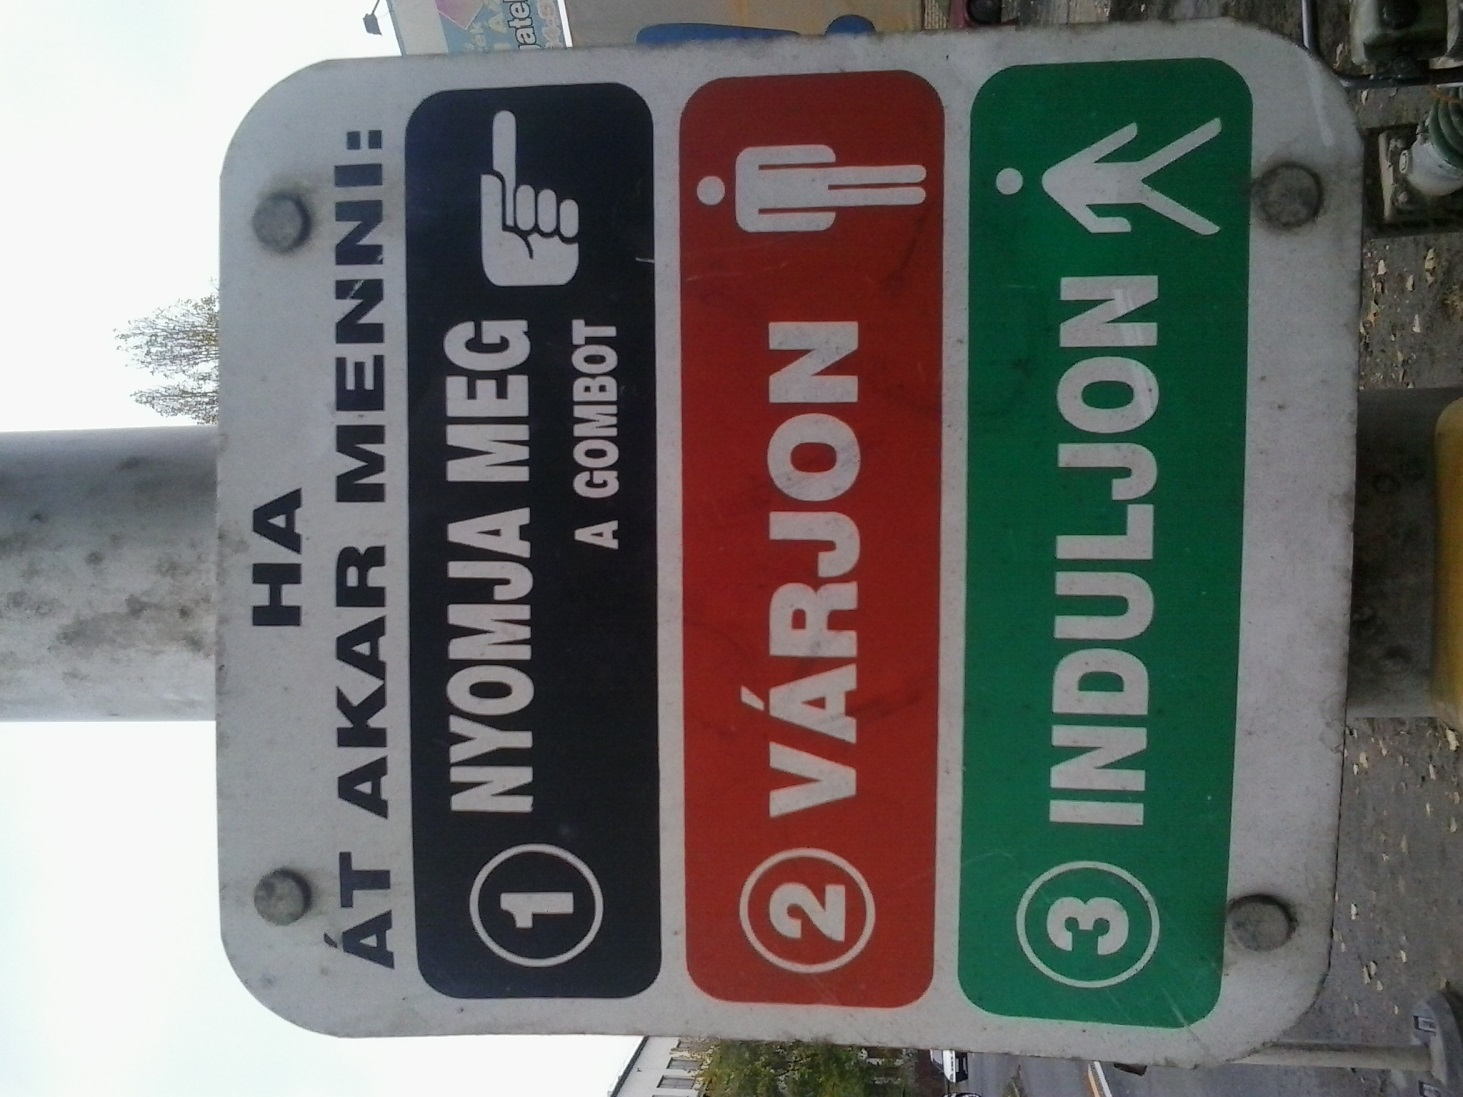 HA
ÁT AKAR MENNI:
1 NYOMJA MEG
A GOMBOT
2 VÁRJON
3 INDULJON